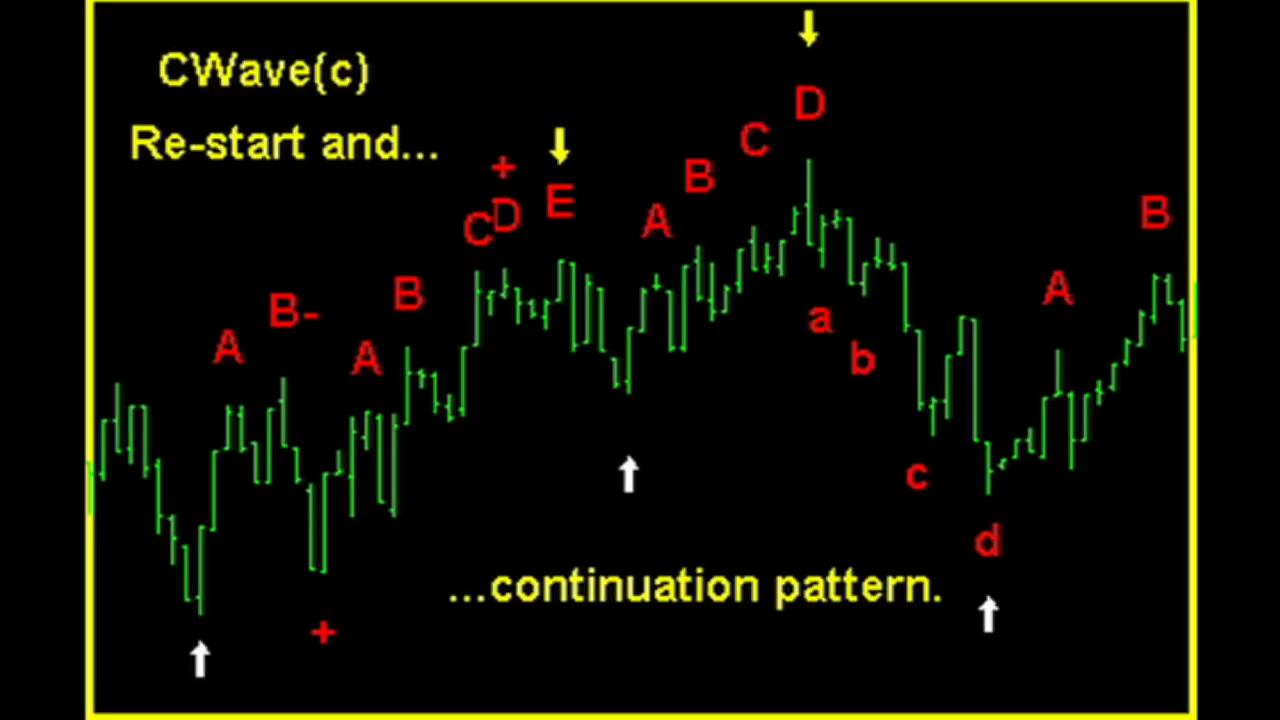 CWave(c)
Re-start and...
D
C
+
B
E
D
B
A
C
B
A
B-
B
A
A
a
b
c
d
...continuation pattern.
+